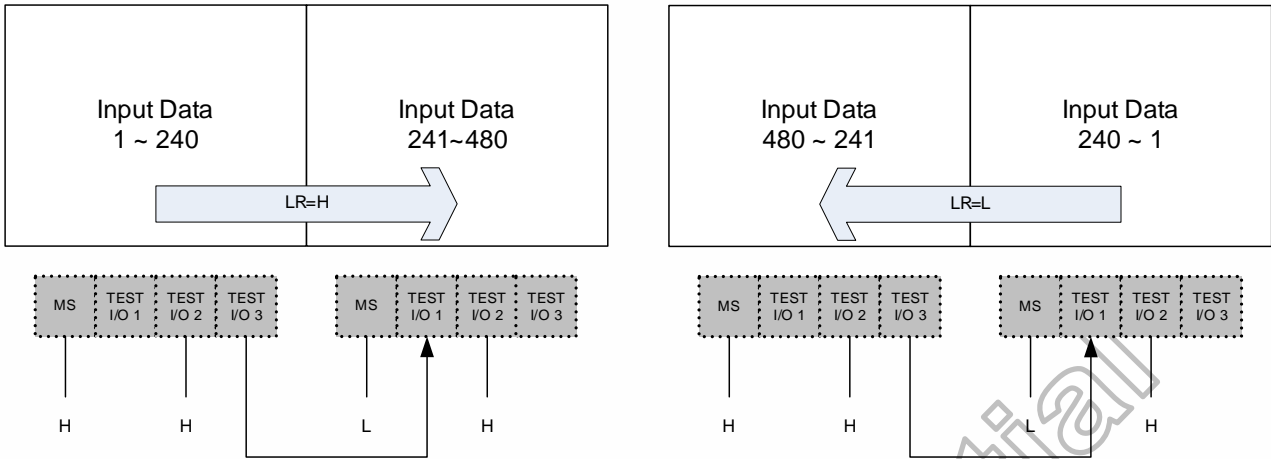 Input Data
1 ~ 240
Input Data
241~480
LR=H
MS
TEST
I/O 1
TEST
I/O 2
TEST
I/O 3
MS
TEST
I/O 1
TEST
I/O 2
TEST
I/O 3
H
H
L
H
Input Data
480 ~ 241
Input Data
240 ~ 1
LR=L
MS
TEST
I/O 1
TEST
I/O 2
TEST
I/O 3
MS
TEST
I/O 1
TEST
I/O 2
TEST
I/O 3
H
H
L
H
tial